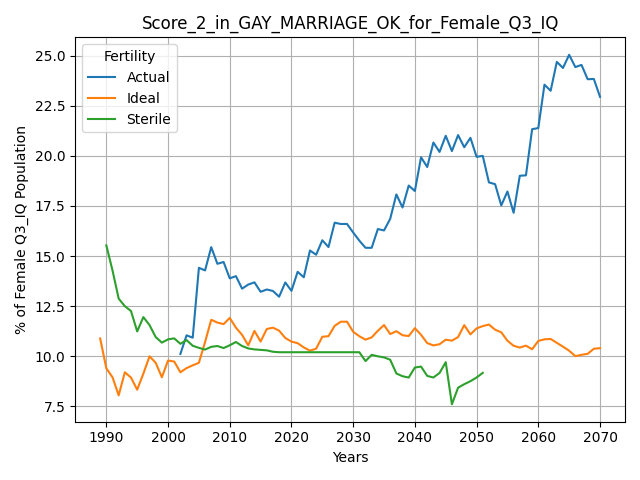 Score_2_in_GAY_MARRIAGE_OK_for_Female_Q3_IQ
Fertility
Actual
Ideal
Sterile
% of Female Q3_IQ Population
25.0
22.5
20.0
17.5
15.0
12.5
10.0
7.5
1990 2000 2010 2020 2030 2040 2050 2060 2070
Years